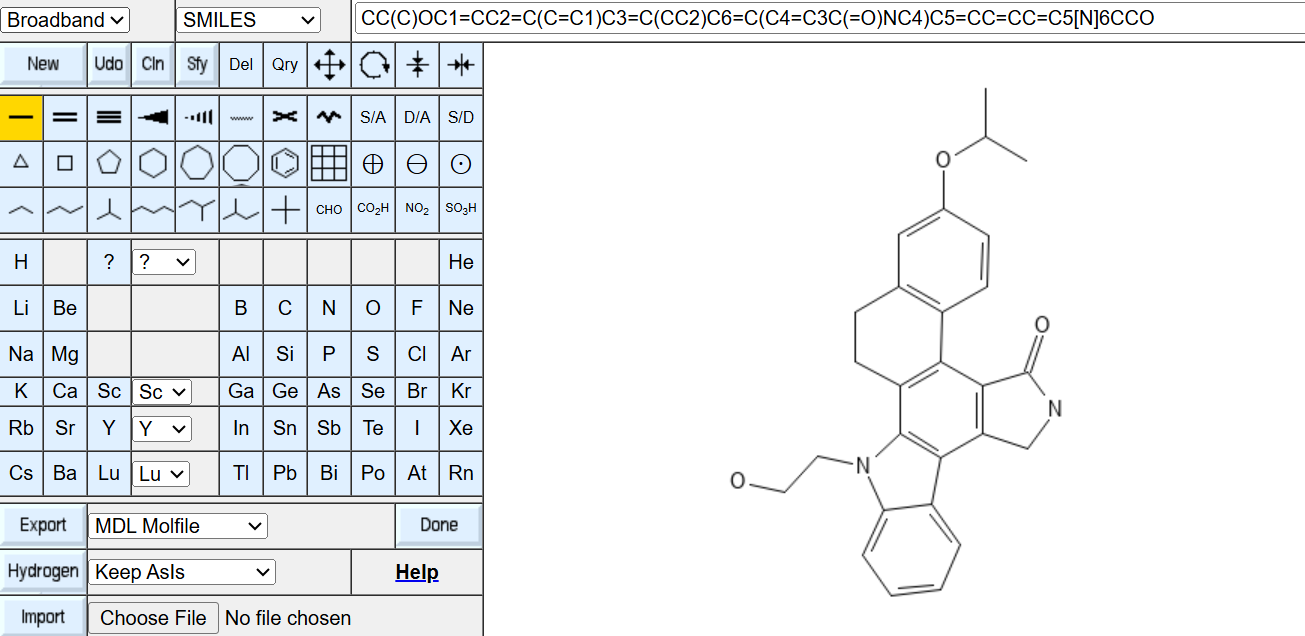 Broadband SMILES CC(C)OC1=CC2=C(C=C1)C3=C(CC2)C6=C(C4=C3C(=O)NC4)C5=CC=CC=C5[N]6CCO
New Udo Cln Sfy Del Qry
S/A D/A S/D
CHO CO₂H NO₂ SO₃H
H ? ? He
Li Be B C N O F Ne
Na Mg Al Si P S Cl Ar
K Ca Sc Sc Ga Ge As Se Br Kr
Rb Sr Y Y In Sn Sb Te I Xe
Cs Ba Lu Lu Tl Pb Bi Po At Rn
Export MDL Molfile Done
Hydrogen Keep AsIs Help
Import Choose File No file chosen
O
O
N
N
O